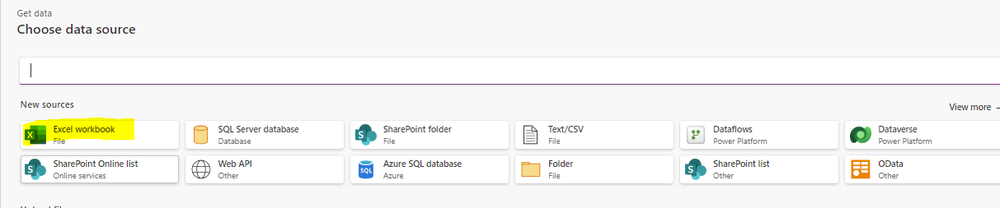 Get data
Choose data source
New sources
View more
Excel workbook
File
SQL Server database
Database
SharePoint folder
File
Text/CSV
File
Dataflows
Power Platform
Dataverse
Power Platform
SharePoint Online list
Online services
Web API
Other
SQL
Azure SQL database
Azure
Folder
File
SharePoint list
Other
OData
Other